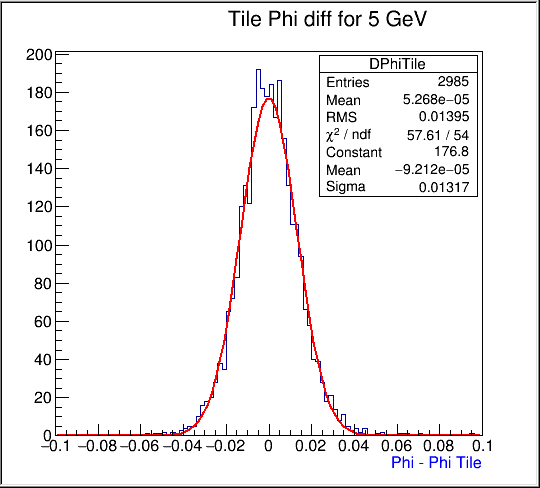 Tile Phi diff for 5 GeV
DPhiTile
Entries 2985
Mean 5.268e−05
RMS 0.01395
χ² / ndf 57.61 / 54
Constant 176.8
Mean −9.212e−05
Sigma 0.01317
200
180
160
140
120
100
80
60
40
20
0
−0.1 −0.08 −0.06 −0.04 −0.02 0 0.02 0.04 0.06 0.08 0.1
Phi - Phi Tile